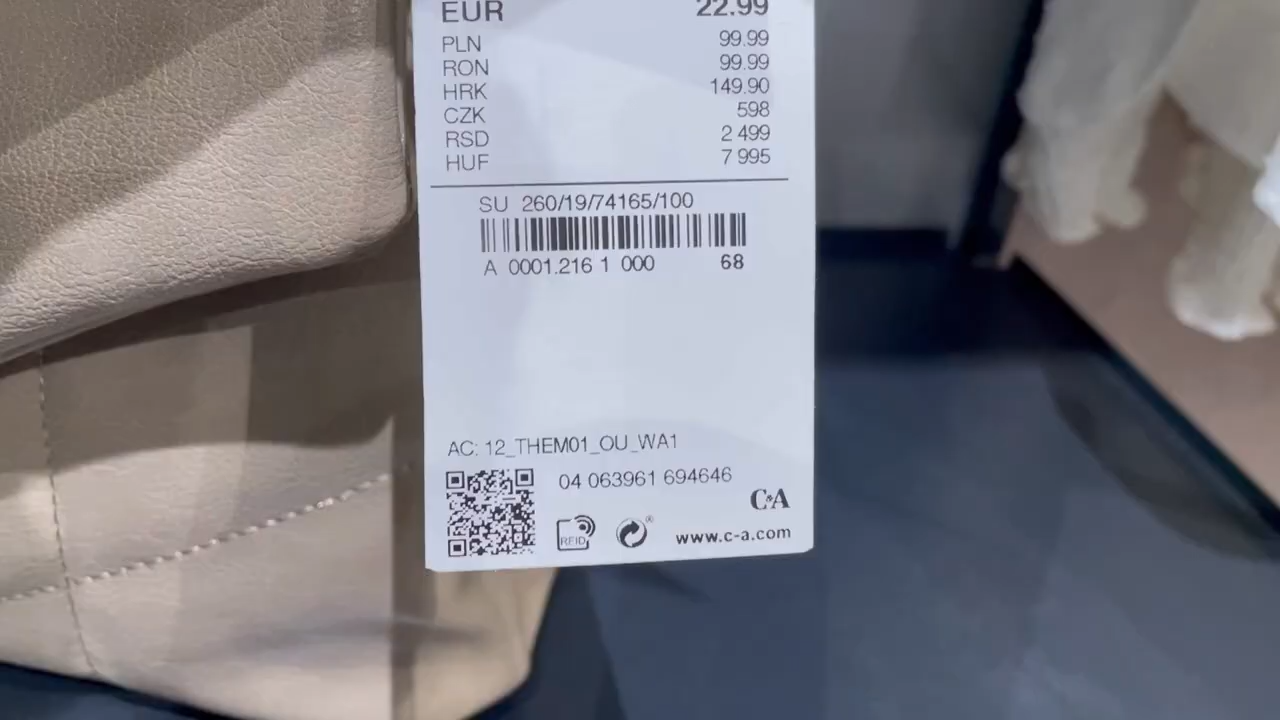 EUR 22.99
PLN 99.99
RON 99.99
HRK 149.90
CZK 598
RSD 2 499
HUF 7 995
SU 260/19/74165/100
A 0001.216 1 000 68
AC: 12_THEM01_OU_WA1
04 063961 694646
C&A
RFID
www.c-a.com